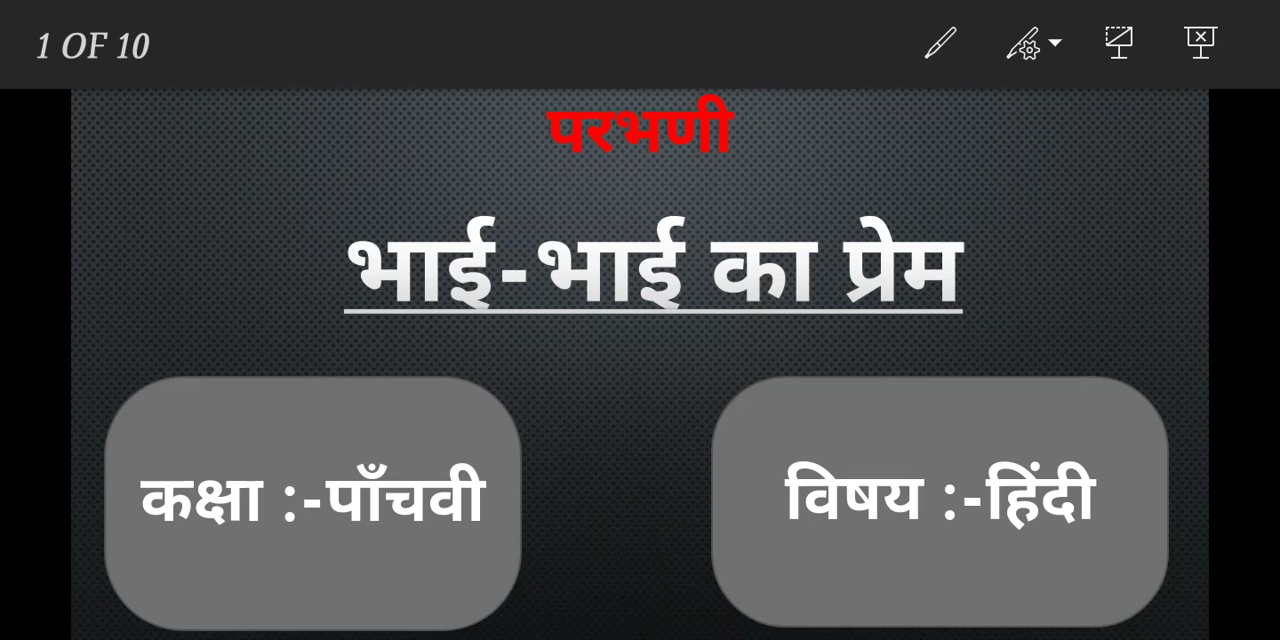 1 OF 10
परभणी
भाई-भाई का प्रेम
कक्षा :-पाँचवी
विषय :-हिंदी